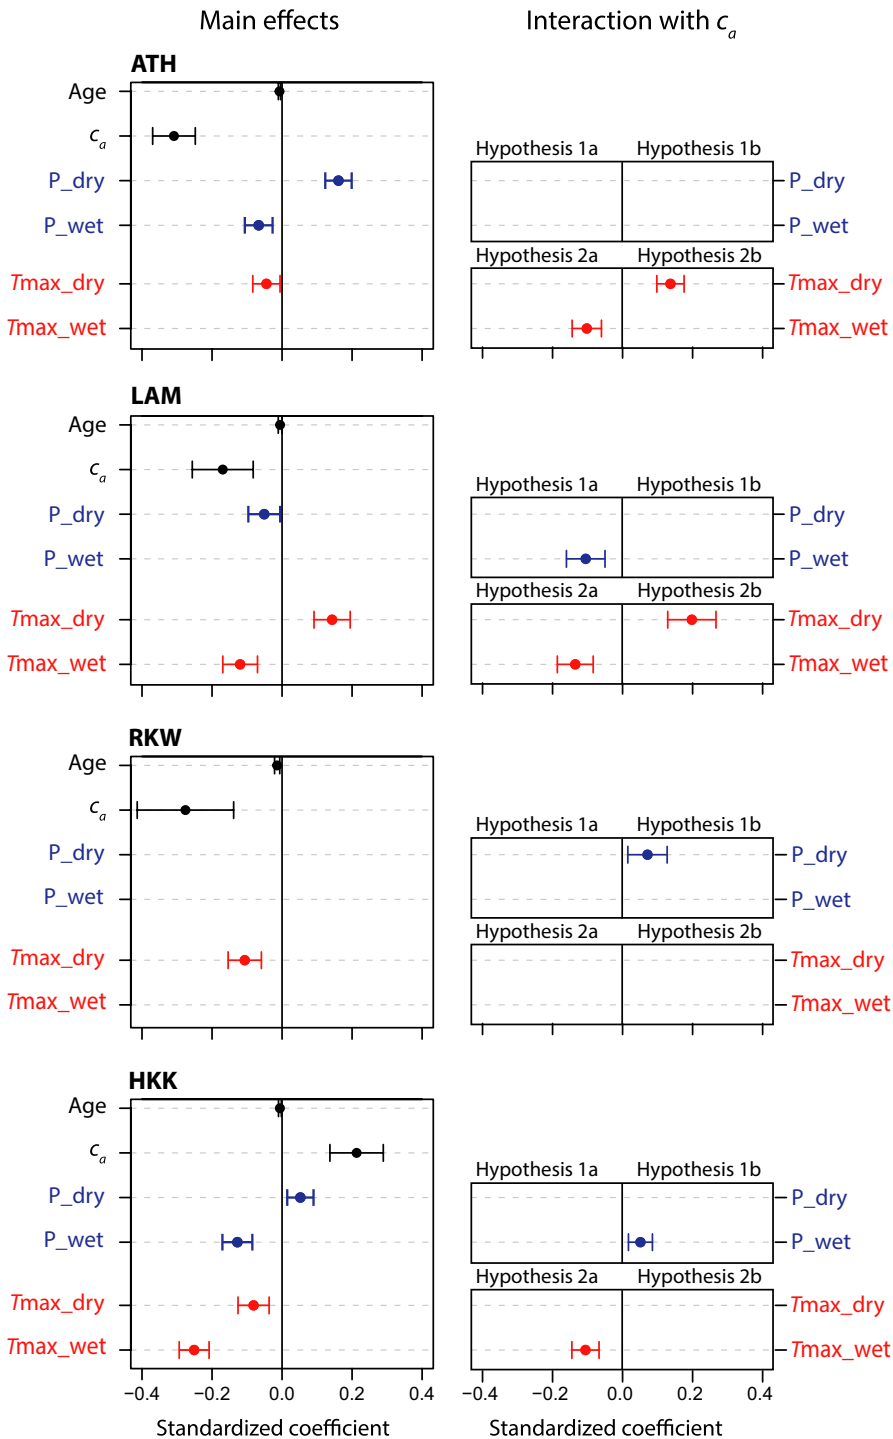 Main effects
Interaction with cₐ
ATH
Age
cₐ
P_dry
P_wet
Tmax_dry
Tmax_wet
Hypothesis 1a
Hypothesis 1b
P_dry
P_wet
Hypothesis 2a
Hypothesis 2b
Tmax_dry
Tmax_wet
LAM
Age
cₐ
P_dry
P_wet
Tmax_dry
Tmax_wet
Hypothesis 1a
Hypothesis 1b
P_dry
P_wet
Hypothesis 2a
Hypothesis 2b
Tmax_dry
Tmax_wet
RKW
Age
cₐ
P_dry
P_wet
Tmax_dry
Tmax_wet
Hypothesis 1a
Hypothesis 1b
P_dry
P_wet
Hypothesis 2a
Hypothesis 2b
Tmax_dry
Tmax_wet
HKK
Age
cₐ
P_dry
P_wet
Tmax_dry
Tmax_wet
−0.4 −0.2 0.0 0.2 0.4
Standardized coefficient
Hypothesis 1a
Hypothesis 1b
P_dry
P_wet
Hypothesis 2a
Hypothesis 2b
Tmax_dry
Tmax_wet
−0.4 −0.2 0.0 0.2 0.4
Standardized coefficient